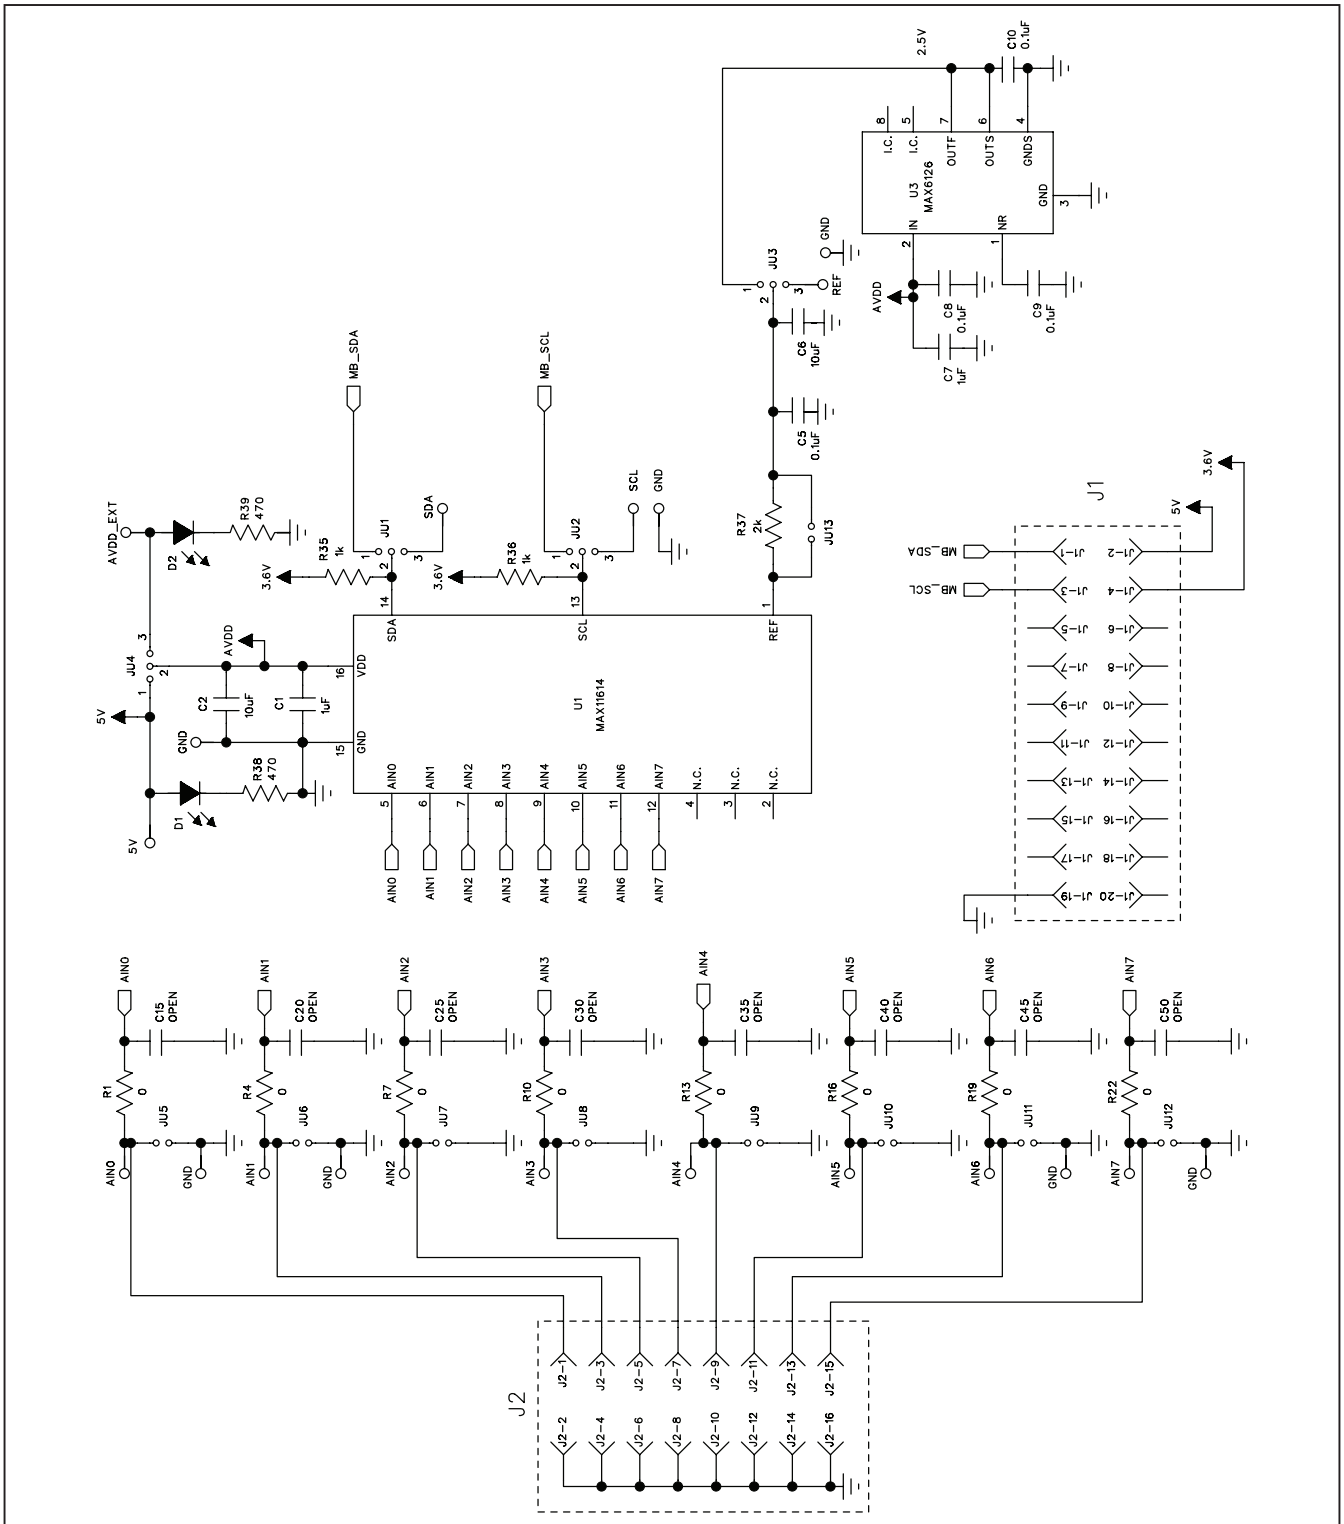 2.5V
C10
0.1uF
8
5
7
6
4
I.C.
I.C.
OUTF
OUTS
GNDS
U3
MAX6126
GND
3
IN
NR
2
1
AVDD
C8
0.1uF
C9
0.1uF
C7
1uF
GND
JU3
1
2
3
REF
C6
10uF
C5
0.1uF
R37
2k
JU13
MB_SDA
MB_SCL
AVDD_EXT
D2
R39
470
3.6V
R35
1k
JU1
1
2
3
SDA
14
3.6V
R36
1k
JU2
1
2
3
SCL
GND
13
1
SDA
SCL
REF
JU4
3
2
1
AVDD
5V
C2
10uF
C1
1uF
16
VDD
GND
15
GND
U1
MAX11614
R38
470
D1
5V
AIN0
AIN1
AIN2
AIN3
AIN4
AIN5
AIN6
AIN7
N.C.
N.C.
N.C.
5
6
7
8
9
10
11
12
4
3
2
AIN0
AIN1
AIN2
AIN3
AIN4
AIN5
AIN6
AIN7
J1
3.6V
5V
MB_SDA
J1-1
J1-2
MB_SCL
J1-3
J1-4
J1-5
J1-6
J1-7
J1-8
J1-9
J1-10
J1-11
J1-12
J1-13
J1-14
J1-15
J1-16
J1-17
J1-18
J1-19
J1-20
AIN0
C15
OPEN
R1
0
JU5
AIN0
GND
AIN1
C20
OPEN
R4
0
JU6
AIN1
GND
AIN2
C25
OPEN
R7
0
JU7
AIN2
AIN3
C30
OPEN
R10
0
JU8
AIN3
AIN4
C35
OPEN
R13
0
JU9
AIN4
AIN5
C40
OPEN
R16
0
JU10
AIN5
AIN6
C45
OPEN
R19
0
JU11
AIN6
GND
AIN7
C50
OPEN
R22
0
JU12
AIN7
GND
J2
J2-1
J2-3
J2-5
J2-7
J2-9
J2-11
J2-13
J2-15
J2-2
J2-4
J2-6
J2-8
J2-10
J2-12
J2-14
J2-16